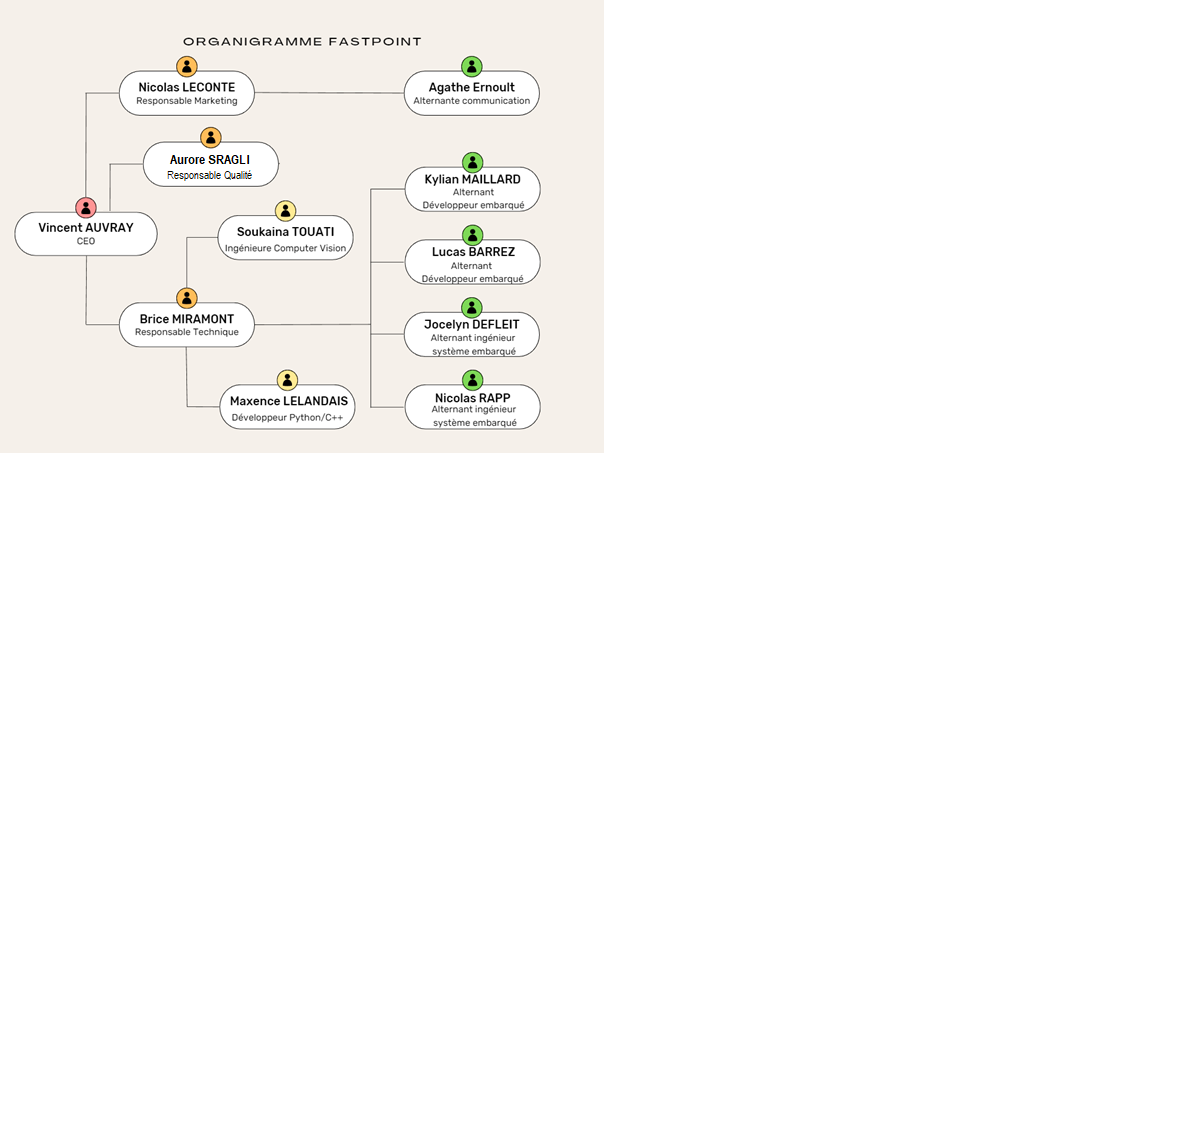 ORGANIGRAMME FASTPOINT
Nicolas LECONTE
Responsable Marketing
Agathe Ernoult
Alternante communication
Aurore SRAGLI
Responsable Qualité
Kylian MAILLARD
Alternant
Développeur embarqué
Vincent AUVRAY
CEO
Soukaina TOUATI
Ingénieure Computer Vision
Lucas BARREZ
Alternant
Développeur embarqué
Brice MIRAMONT
Responsable Technique
Jocelyn DEFLEIT
Alternant ingénieur
système embarqué
Maxence LELANDAIS
Développeur Python/C++
Nicolas RAPP
Alternant ingénieur
système embarqué